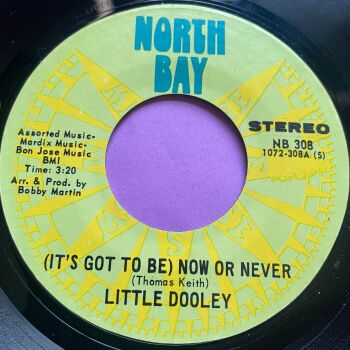 NORTH
BAY
Assorted Music-
Mardix Music-
Bon Jose Music
BMI
Time: 3:20
Arr. & Prod. by
Bobby Martin
STEREO
NB 308
1072-308A (S)
(IT'S GOT TO BE) NOW OR NEVER
(Thomas Keith)
LITTLE DOOLEY